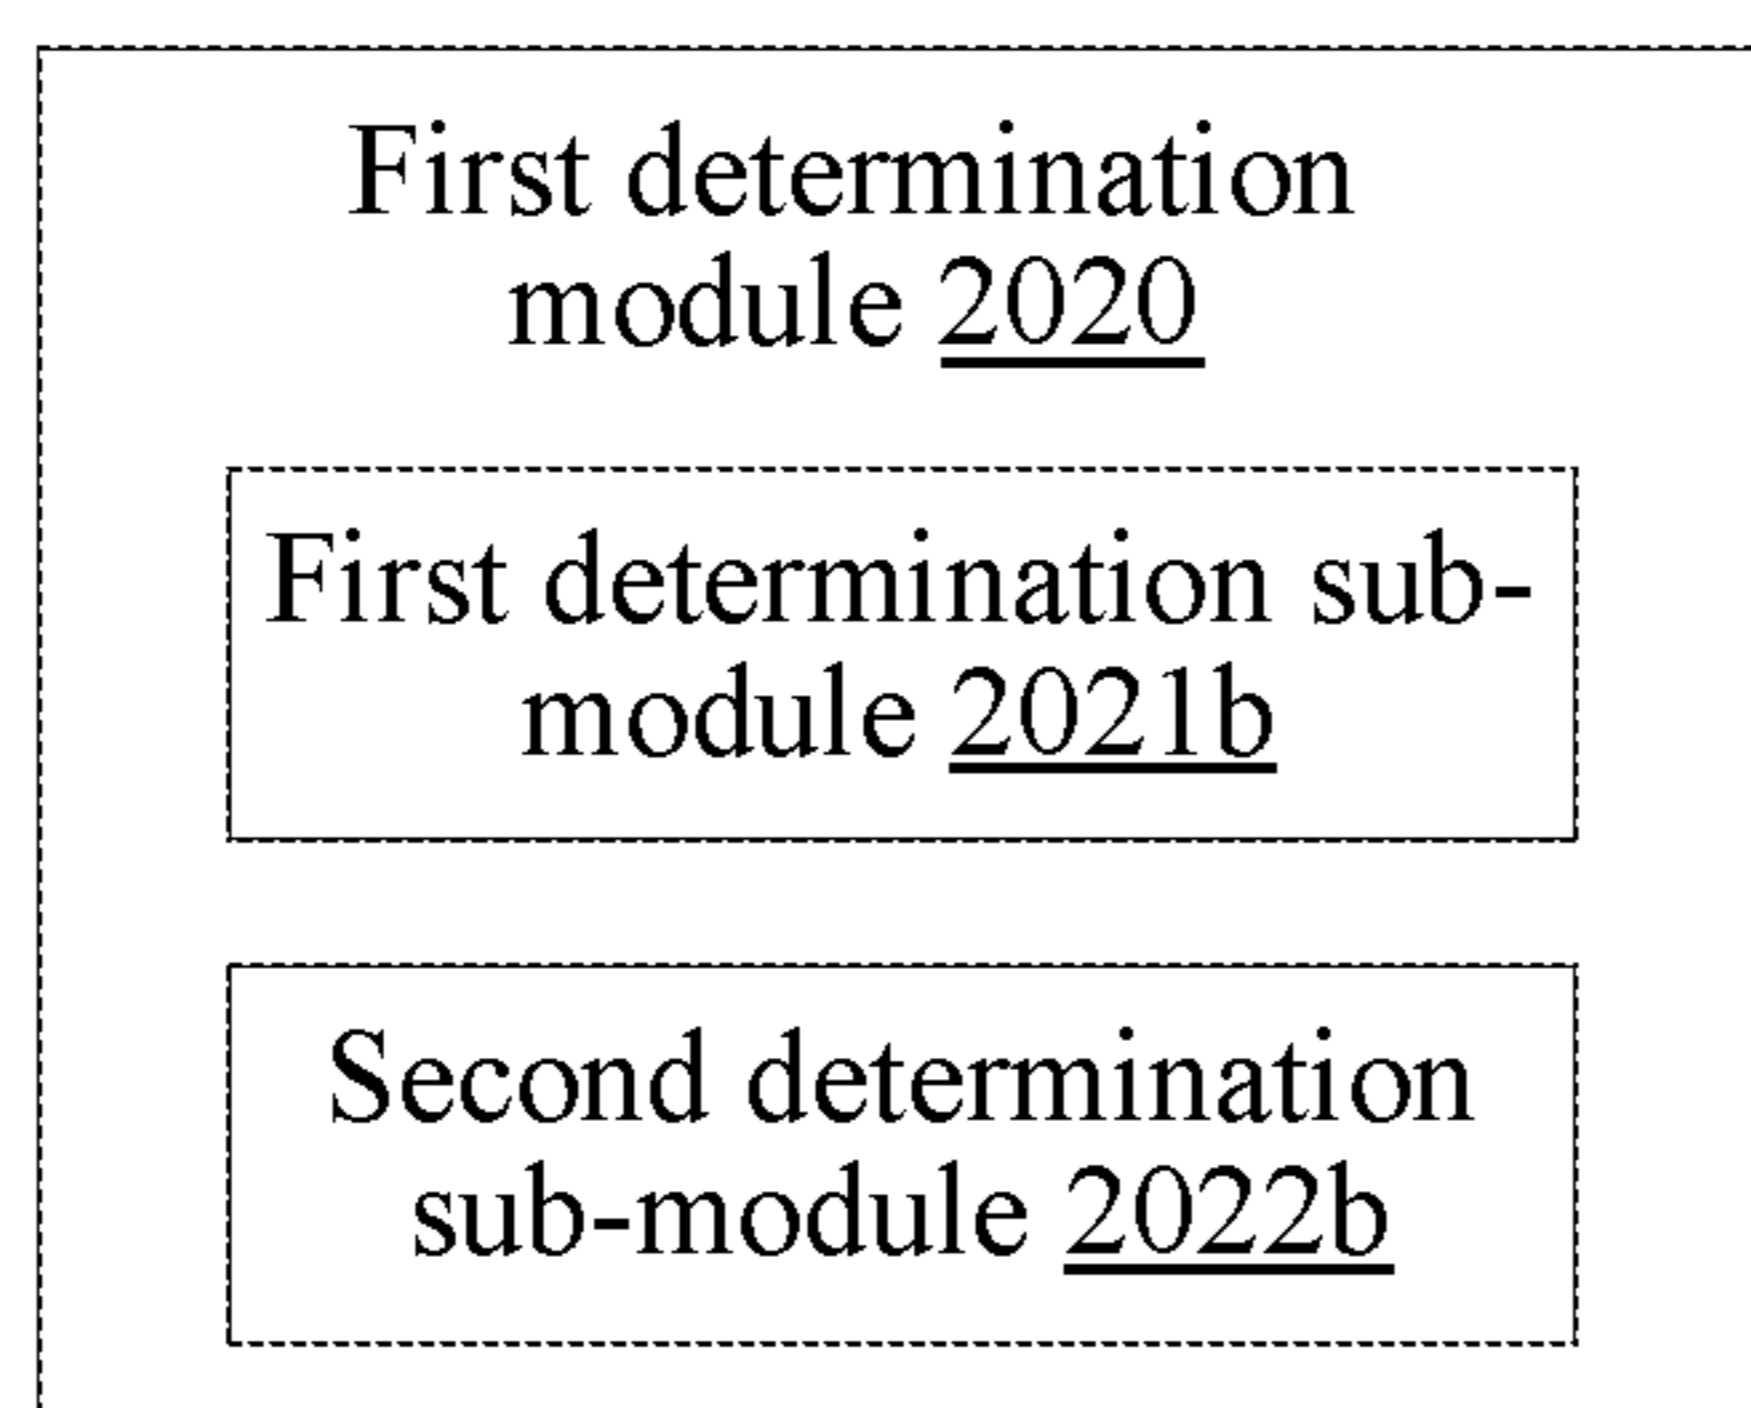 First determination
module 2020
First determination sub-
module 2021b
Second determination
sub-module 2022b